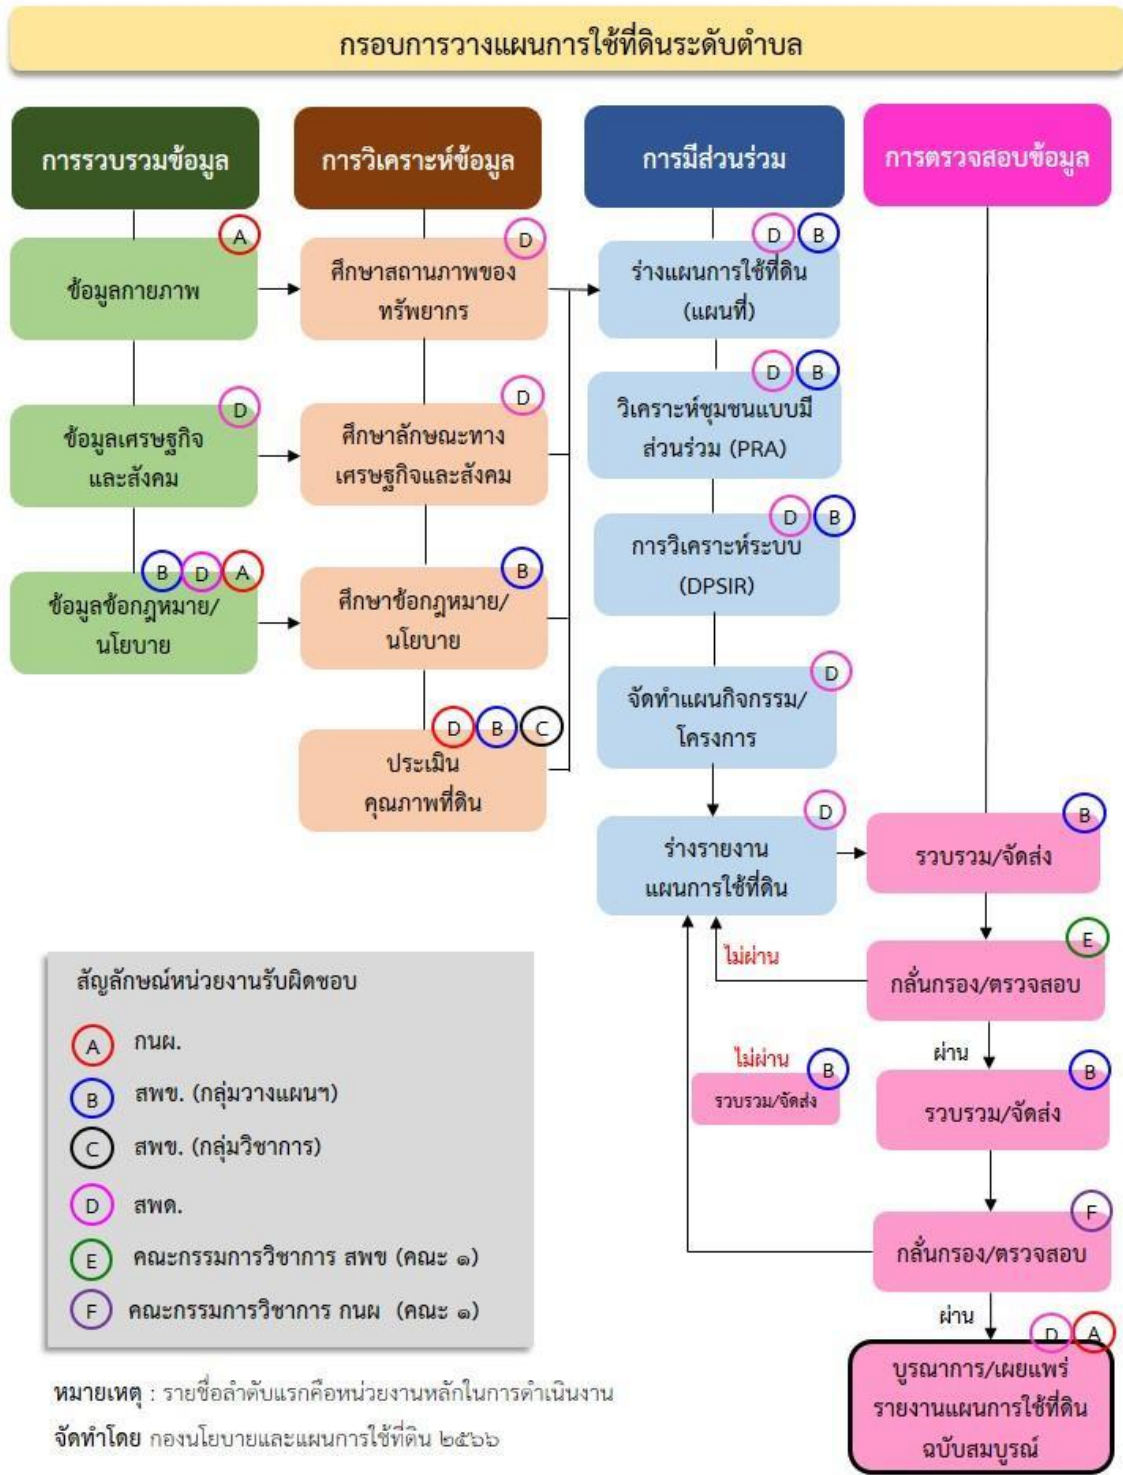 กรอบการวางแผนการใช้ที่ดินระดับตำบล
การรวบรวมข้อมูล
A
ข้อมูลกายภาพ
D
ข้อมูลเศรษฐกิจ
และสังคม
B D A
ข้อมูลข้อกฎหมาย/
นโยบาย
การวิเคราะห์ข้อมูล
D
ศึกษาสถานภาพของ
ทรัพยากร
D
ศึกษาลักษณะทาง
เศรษฐกิจและสังคม
B
ศึกษาข้อกฎหมาย/
นโยบาย
D B C
ประเมิน
คุณภาพที่ดิน
การมีส่วนร่วม
D B
ร่างแผนการใช้ที่ดิน
(แผนที่)
D B
วิเคราะห์ชุมชนแบบมี
ส่วนร่วม (PRA)
D B
การวิเคราะห์ระบบ
(DPSIR)
D
จัดทำแผนกิจกรรม/
โครงการ
D
ร่างรายงาน
แผนการใช้ที่ดิน
การตรวจสอบข้อมูล
B
รวบรวม/จัดส่ง
E
กลั่นกรอง/ตรวจสอบ
ไม่ผ่าน
ผ่าน
B
รวบรวม/จัดส่ง
ไม่ผ่าน
B
รวบรวม/จัดส่ง
F
กลั่นกรอง/ตรวจสอบ
ผ่าน
D A
บูรณาการ/เผยแพร่
รายงานแผนการใช้ที่ดิน
ฉบับสมบูรณ์
สัญลักษณ์หน่วยงานรับผิดชอบ
A กนผ.
B สพข. (กลุ่มวางแผนฯ)
C สพข. (กลุ่มวิชาการ)
D สพด.
E คณะกรรมการวิชาการ สพข (คณะ ๑)
F คณะกรรมการวิชาการ กนผ (คณะ ๑)
หมายเหตุ : รายชื่อลำดับแรกคือหน่วยงานหลักในการดำเนินงาน
จัดทำโดย กองนโยบายและแผนการใช้ที่ดิน ๒๕๖๖